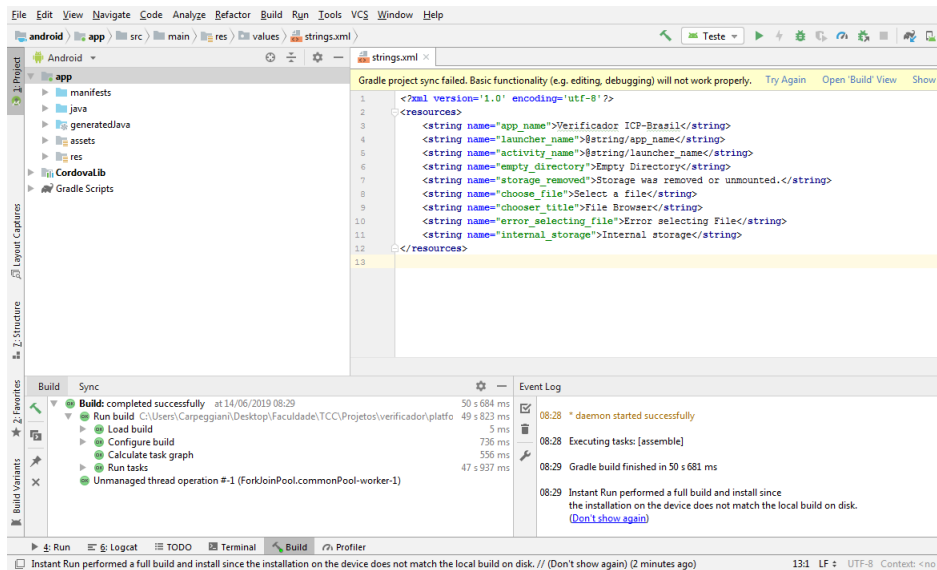 File Edit View Navigate Code Analyze Refactor Build Run Tools VCS Window Help
android app src main res values strings.xml Teste
1: Project
Android
strings.xml
app
manifests
java
generatedJava
assets
res
CordovaLib
Gradle Scripts
Gradle project sync failed. Basic functionality (e.g. editing, debugging) will not work properly. Try Again Open 'Build' View Show
1 <?xml version='1.0' encoding='utf-8'?>
2 <resources>
3 <string name="app_name">Verificador ICP-Brasil</string>
4 <string name="launcher_name">@string/app_name</string>
5 <string name="activity_name">@string/launcher_name</string>
6 <string name="empty_directory">Empty Directory</string>
7 <string name="storage_removed">Storage was removed or unmounted.</string>
8 <string name="choose_file">Select a file</string>
9 <string name="chooser_title">File Browser</string>
10 <string name="error_selecting_file">Error selecting File</string>
11 <string name="internal_storage">Internal storage</string>
12 </resources>
13
Layout Captures
7: Structure
2: Favorites
Build Variants
Build Sync
Build: completed successfully at 14/06/2019 08:29 50 s 684 ms
Run build C:\Users\Carpeggiani\Desktop\Faculdade\TCC\Projetos\verificador\platfo 49 s 823 ms
Load build 5 ms
Configure build 736 ms
Calculate task graph 556 ms
Run tasks 47 s 937 ms
Unmanaged thread operation #-1 (ForkJoinPool.commonPool-worker-1)
Event Log
08:28 * daemon started successfully
08:28 Executing tasks: [assemble]
08:29 Gradle build finished in 50 s 681 ms
08:29 Instant Run performed a full build and install since
the installation on the device does not match the local build on disk.
(Don't show again)
4: Run 6: Logcat TODO Terminal Build Profiler
Instant Run performed a full build and install since the installation on the device does not match the local build on disk. // (Don't show again) (2 minutes ago) 13:1 LF UTF-8 Context: <no